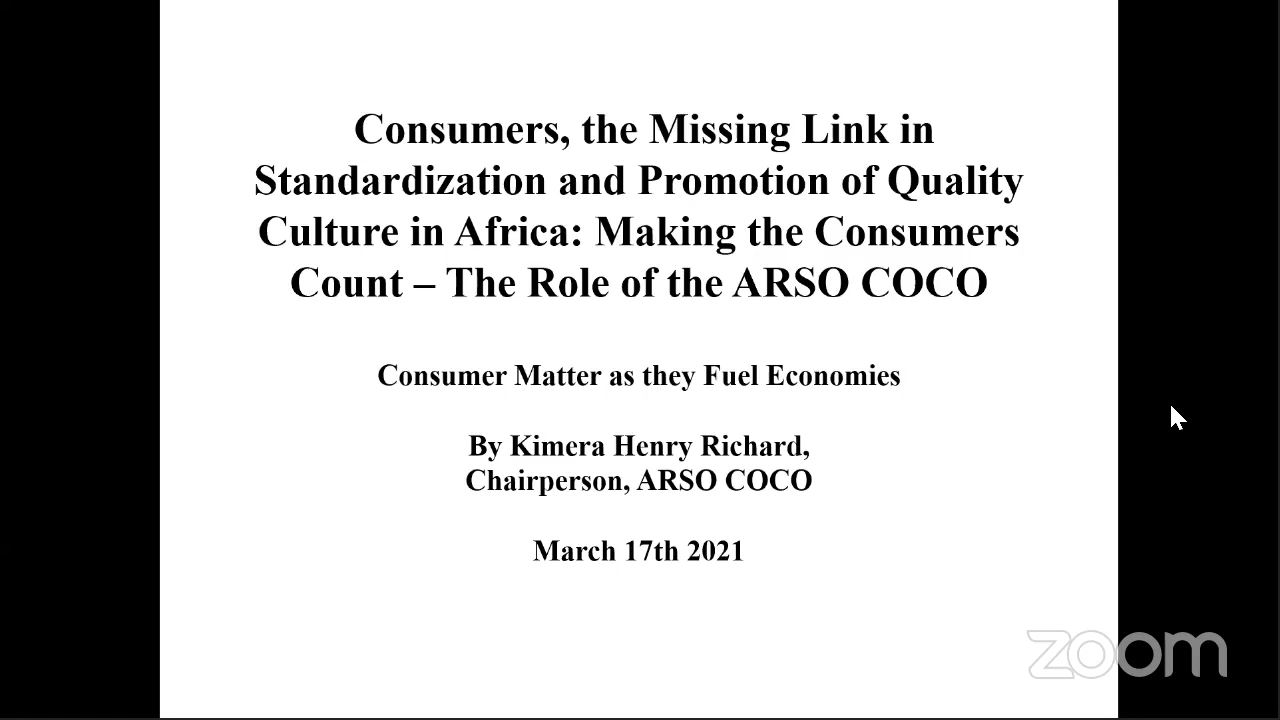 Consumers, the Missing Link in
Standardization and Promotion of Quality
Culture in Africa: Making the Consumers
Count – The Role of the ARSO COCO
Consumer Matter as they Fuel Economies
By Kimera Henry Richard,
Chairperson, ARSO COCO
March 17th 2021
zoom